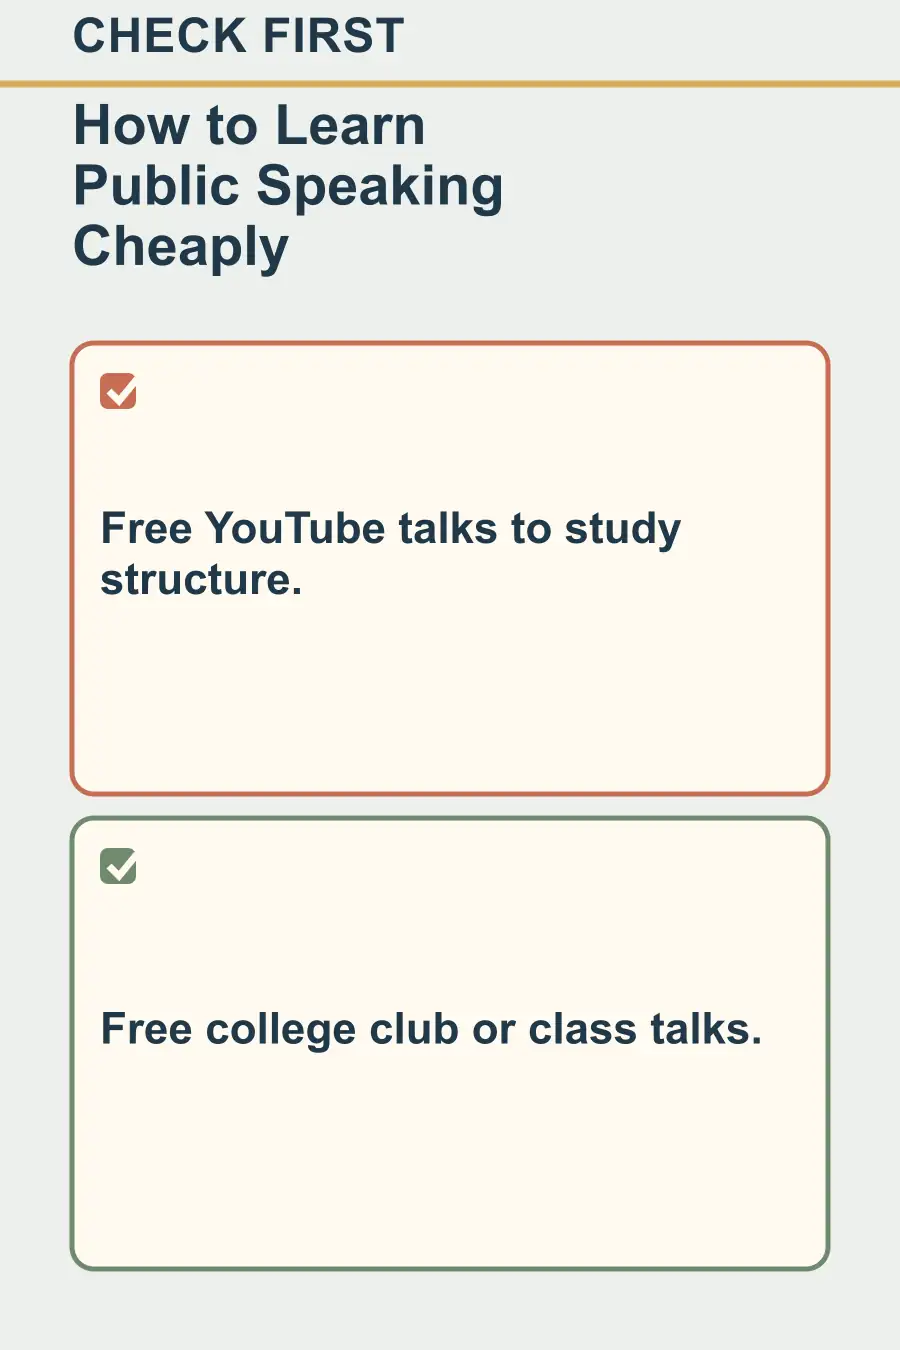 CHECK FIRST
How to Learn
Public Speaking
Cheaply
Free YouTube talks to study
structure.
Free college club or class talks.